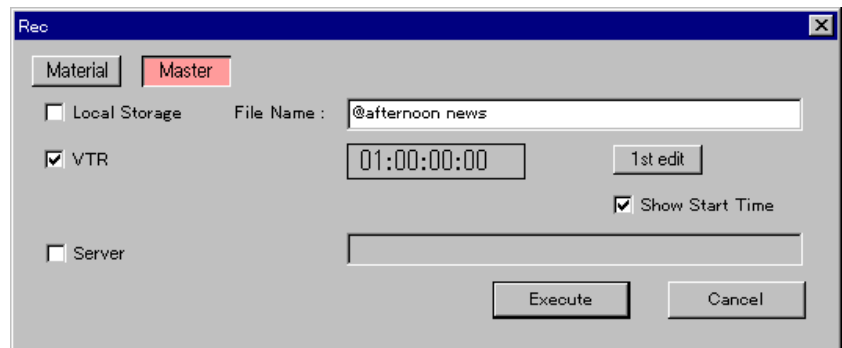 Rec
Material Master
Local Storage File Name : @afternoon news
VTR 01:00:00:00 1st edit
Show Start Time
Server
Execute Cancel